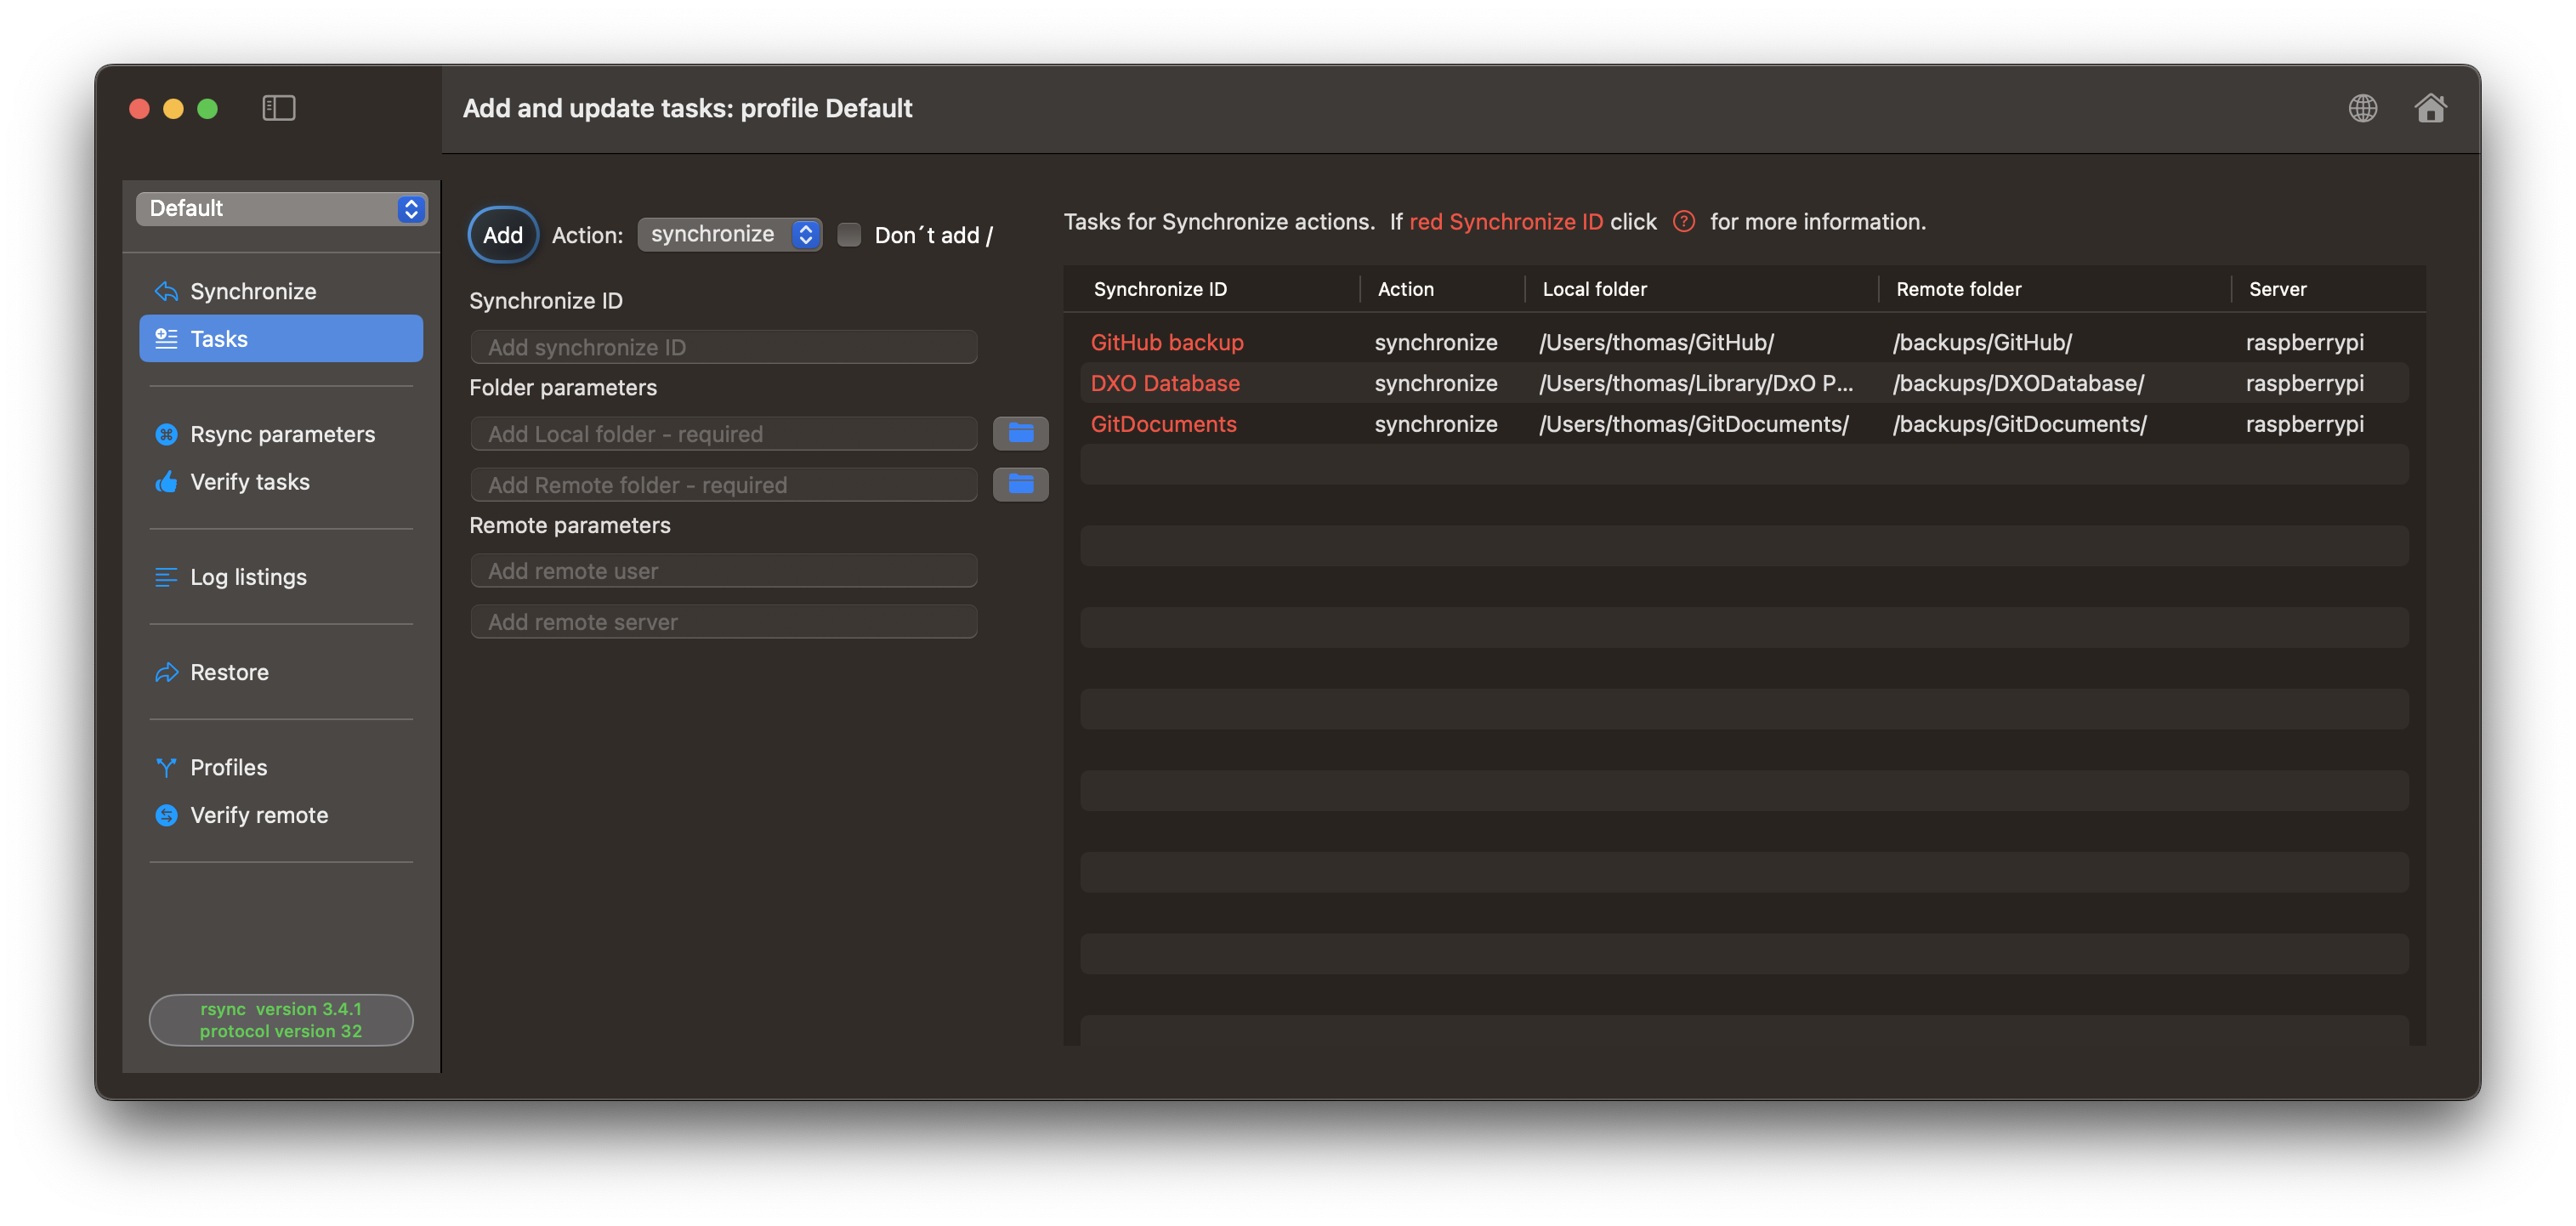 Add and update tasks: profile Default
Default
Synchronize
Tasks
Rsync parameters
Verify tasks
Log listings
Restore
Profiles
Verify remote
rsync  version 3.4.1
protocol version 32
Add Action: synchronize Don´t add /
Synchronize ID
Add synchronize ID
Folder parameters
Add Local folder - required
Add Remote folder - required
Remote parameters
Add remote user
Add remote server
Tasks for Synchronize actions.  If red Synchronize ID click ? for more information.
Synchronize ID Action Local folder Remote folder Server
GitHub backup synchronize /Users/thomas/GitHub/ /backups/GitHub/ raspberrypi
DXO Database synchronize /Users/thomas/Library/DxO P... /backups/DXODatabase/ raspberrypi
GitDocuments synchronize /Users/thomas/GitDocuments/ /backups/GitDocuments/ raspberrypi